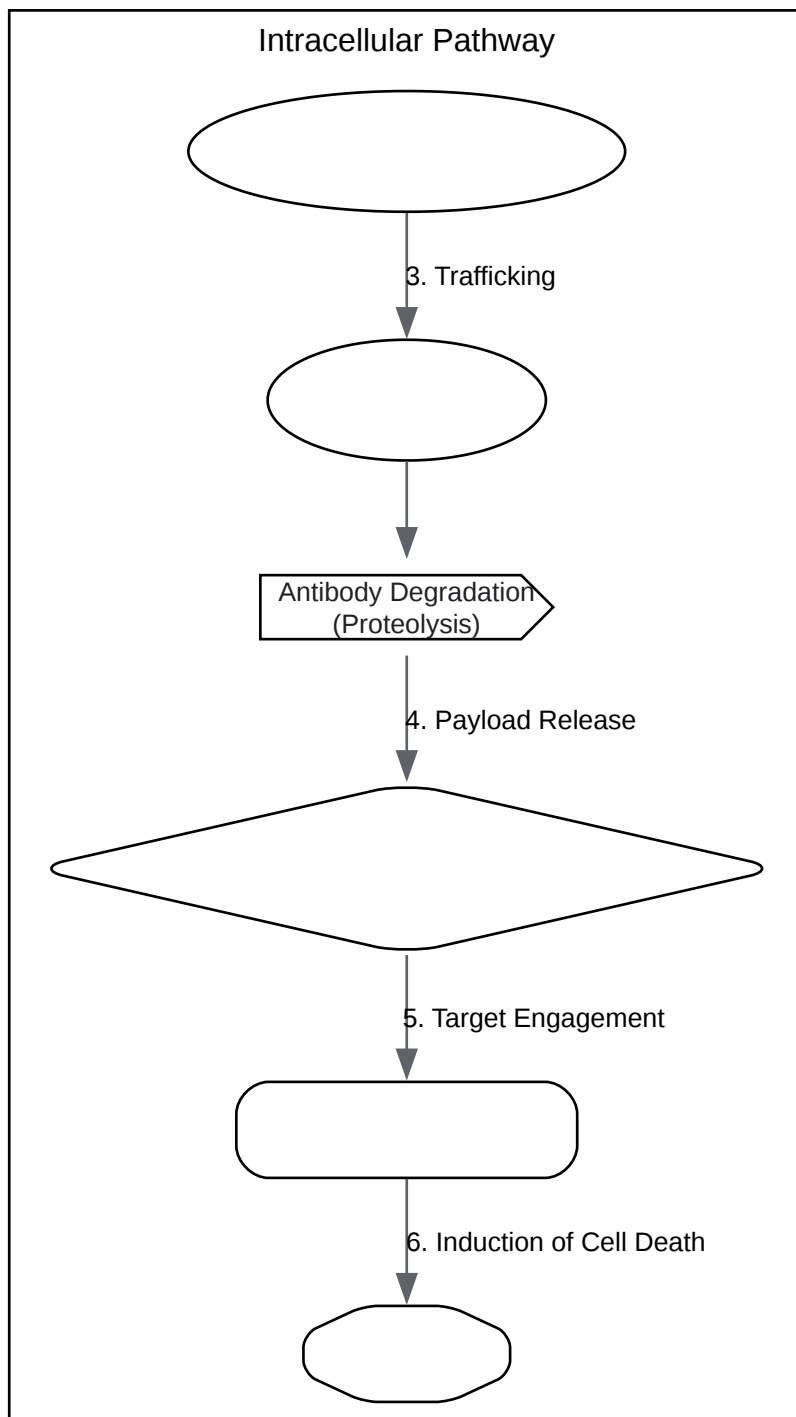 Intracellular Pathway
3. Trafficking
Antibody Degradation
(Proteolysis)
4. Payload Release
5. Target Engagement
6. Induction of Cell Death